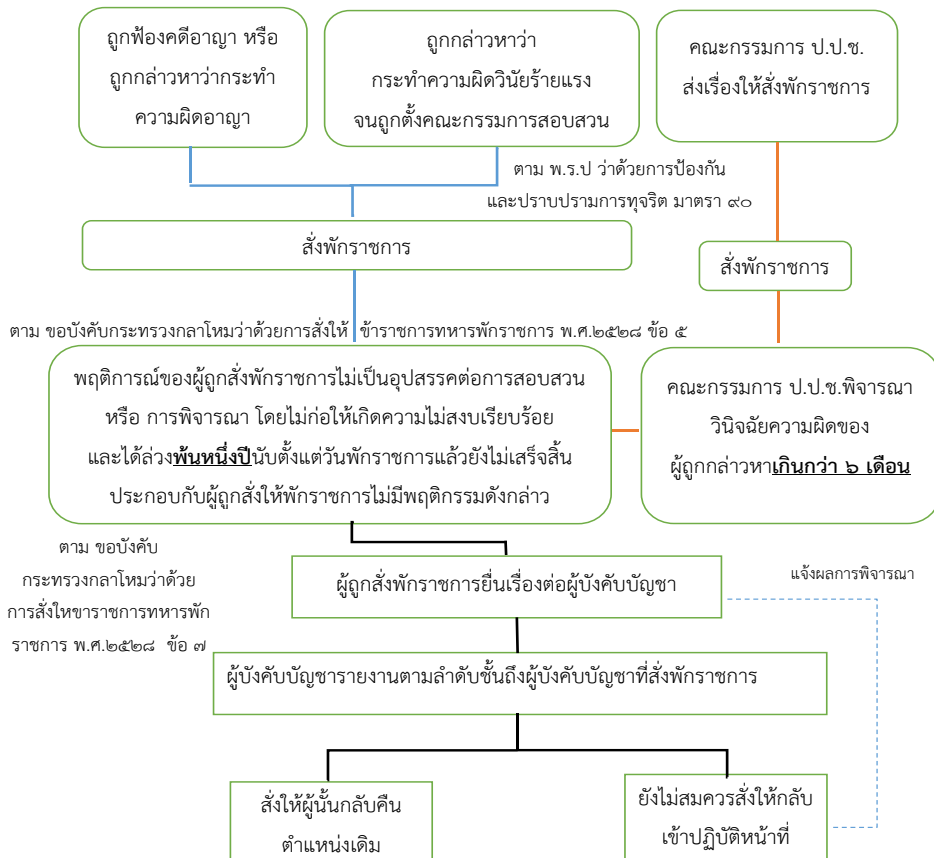 ถูกฟ้องคดีอาญา หรือ
ถูกกล่าวหาว่ากระทำ
ความผิดอาญา
ถูกกล่าวหาว่า
กระทำความผิดวินัยร้ายแรง
จนถูกตั้งคณะกรรมการสอบสวน
คณะกรรมการ ป.ป.ช.
ส่งเรื่องให้สั่งพักราชการ
ตาม พ.ร.ป ว่าด้วยการป้องกัน
และปราบปรามการทุจริต มาตรา ๙๐
สั่งพักราชการ
สั่งพักราชการ
ตาม ขอบังคับกระทรวงกลาโหมว่าด้วยการสั่งให้ ข้าราชการทหารพักราชการ พ.ศ.๒๕๒๘ ข้อ ๕
พฤติการณ์ของผู้ถูกสั่งพักราชการไม่เป็นอุปสรรคต่อการสอบสวน
หรือ การพิจารณา โดยไม่ก่อให้เกิดความไม่สงบเรียบร้อย
และได้ล่วงพ้นหนึ่งปีนับตั้งแต่วันพักราชการแล้วยังไม่เสร็จสิ้น
ประกอบกับผู้ถูกสั่งให้พักราชการไม่มีพฤติกรรมดังกล่าว
คณะกรรมการ ป.ป.ช.พิจารณา
วินิจฉัยความผิดของ
ผู้ถูกกล่าวหาเกินกว่า ๖ เดือน
ตาม ขอบังคับ
กระทรวงกลาโหมว่าด้วย
การสั่งใหขาราชการทหารพัก
ราชการ พ.ศ.๒๕๒๘ ข้อ ๗
ผู้ถูกสั่งพักราชการยื่นเรื่องต่อผู้บังคับบัญชา
แจ้งผลการพิจารณา
ผู้บังคับบัญชารายงานตามลำดับชั้นถึงผู้บังคับบัญชาที่สั่งพักราชการ
สั่งให้ผู้นั้นกลับคืน
ตำแหน่งเดิม
ยังไม่สมควรสั่งให้กลับ
เข้าปฏิบัติหน้าที่